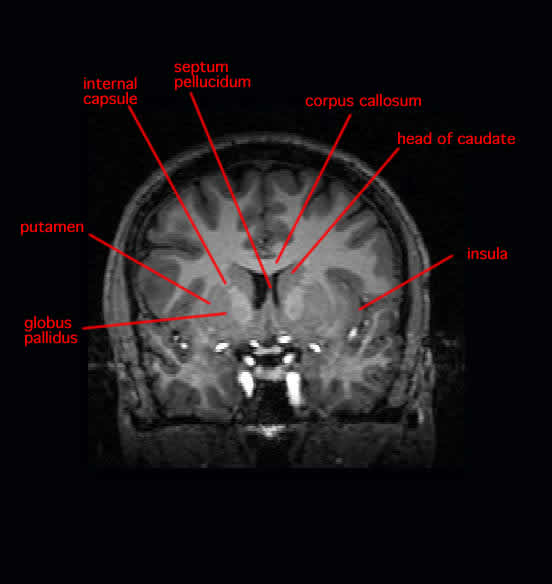 septum
pellucidum
internal
capsule
corpus callosum
head of caudate
putamen
insula
globus
pallidus